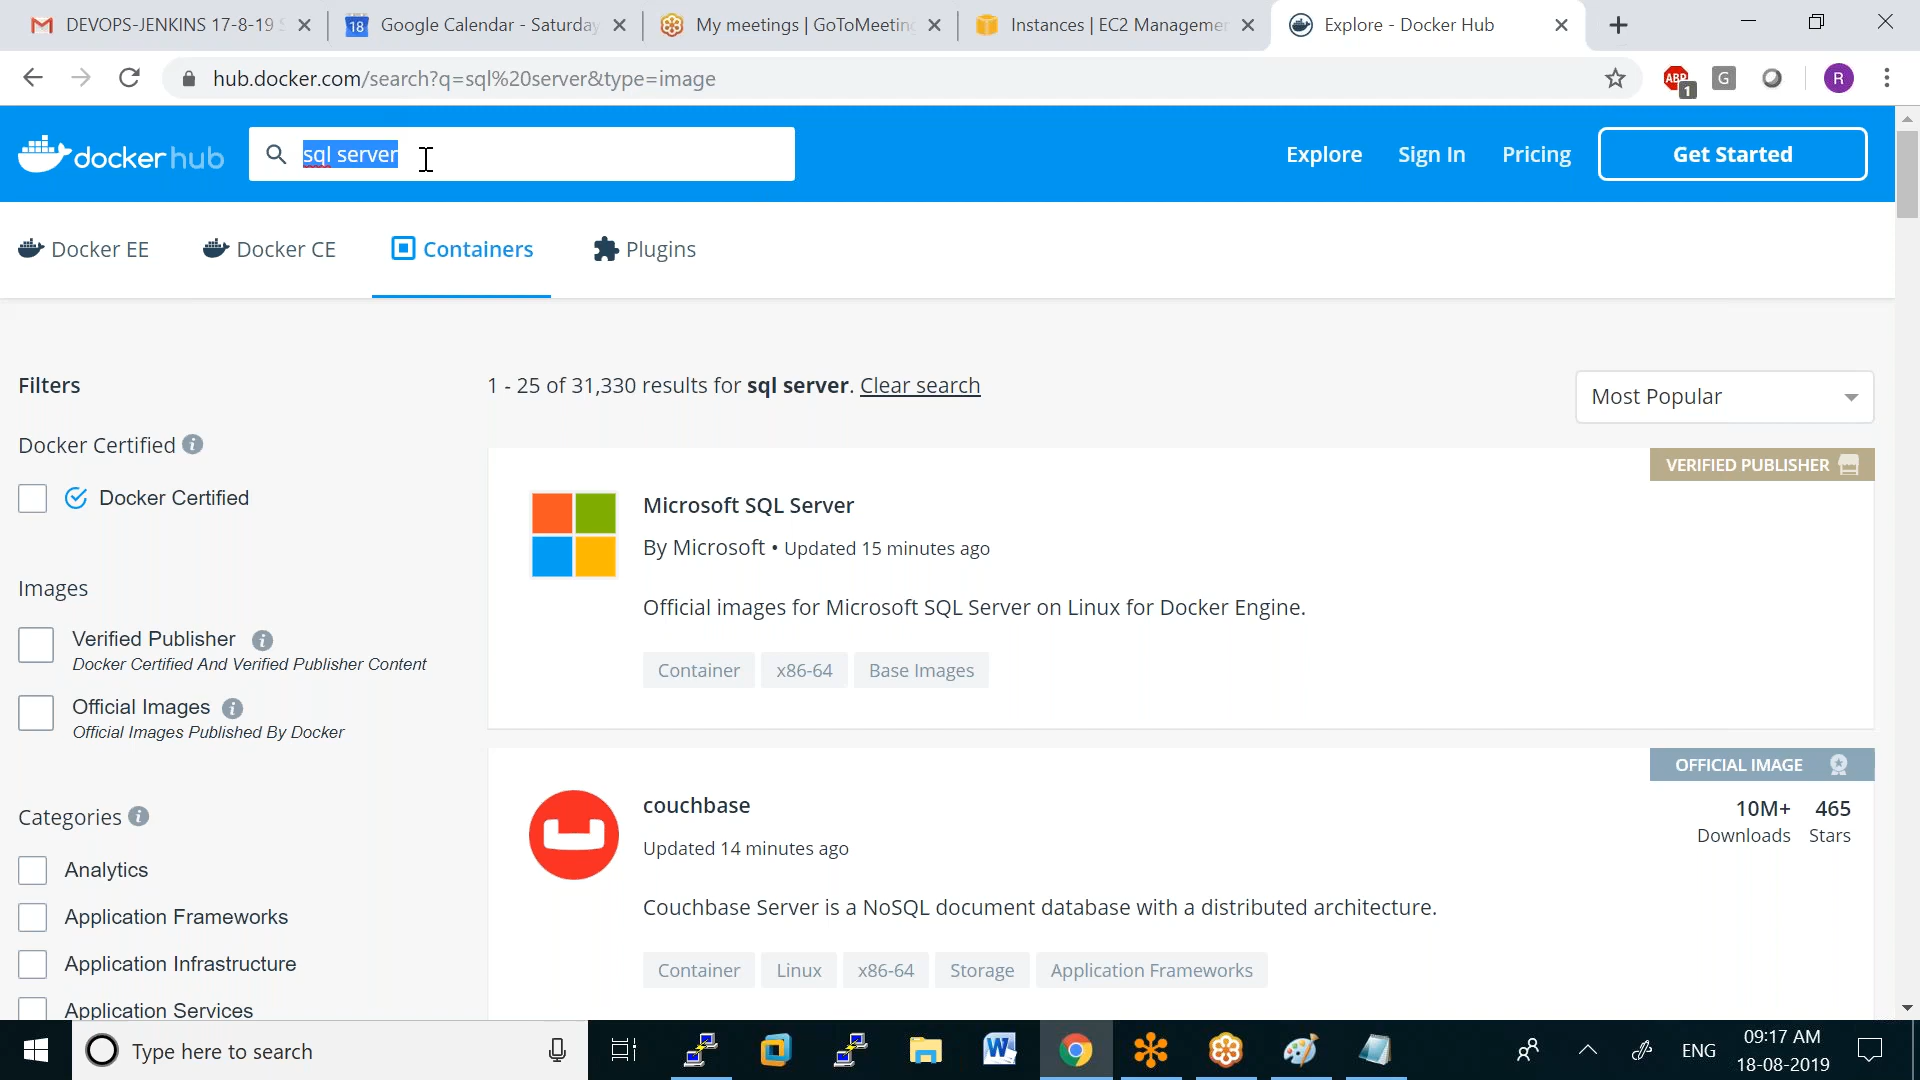 DEVOPS-JENKINS 17-8-19
Google Calendar - Saturday
My meetings | GoToMeeting
Instances | EC2 Managemen
Explore - Docker Hub
hub.docker.com/search?q=sql%20server&type=image
ABP
1
G
R
docker hub
sql server
Explore
Sign In
Pricing
Get Started
Docker EE
Docker CE
Containers
Plugins
Filters
1 - 25 of 31,330 results for sql server. Clear search
Most Popular
Docker Certified
Docker Certified
Images
Verified Publisher
Docker Certified And Verified Publisher Content
Official Images
Official Images Published By Docker
Categories
Analytics
Application Frameworks
Application Infrastructure
Application Services
VERIFIED PUBLISHER
Microsoft SQL Server
By Microsoft • Updated 15 minutes ago
Official images for Microsoft SQL Server on Linux for Docker Engine.
Container
x86-64
Base Images
OFFICIAL IMAGE
couchbase
10M+
465
Downloads
Stars
Updated 14 minutes ago
Couchbase Server is a NoSQL document database with a distributed architecture.
Container
Linux
x86-64
Storage
Application Frameworks
Type here to search
ENG
09:17 AM
18-08-2019